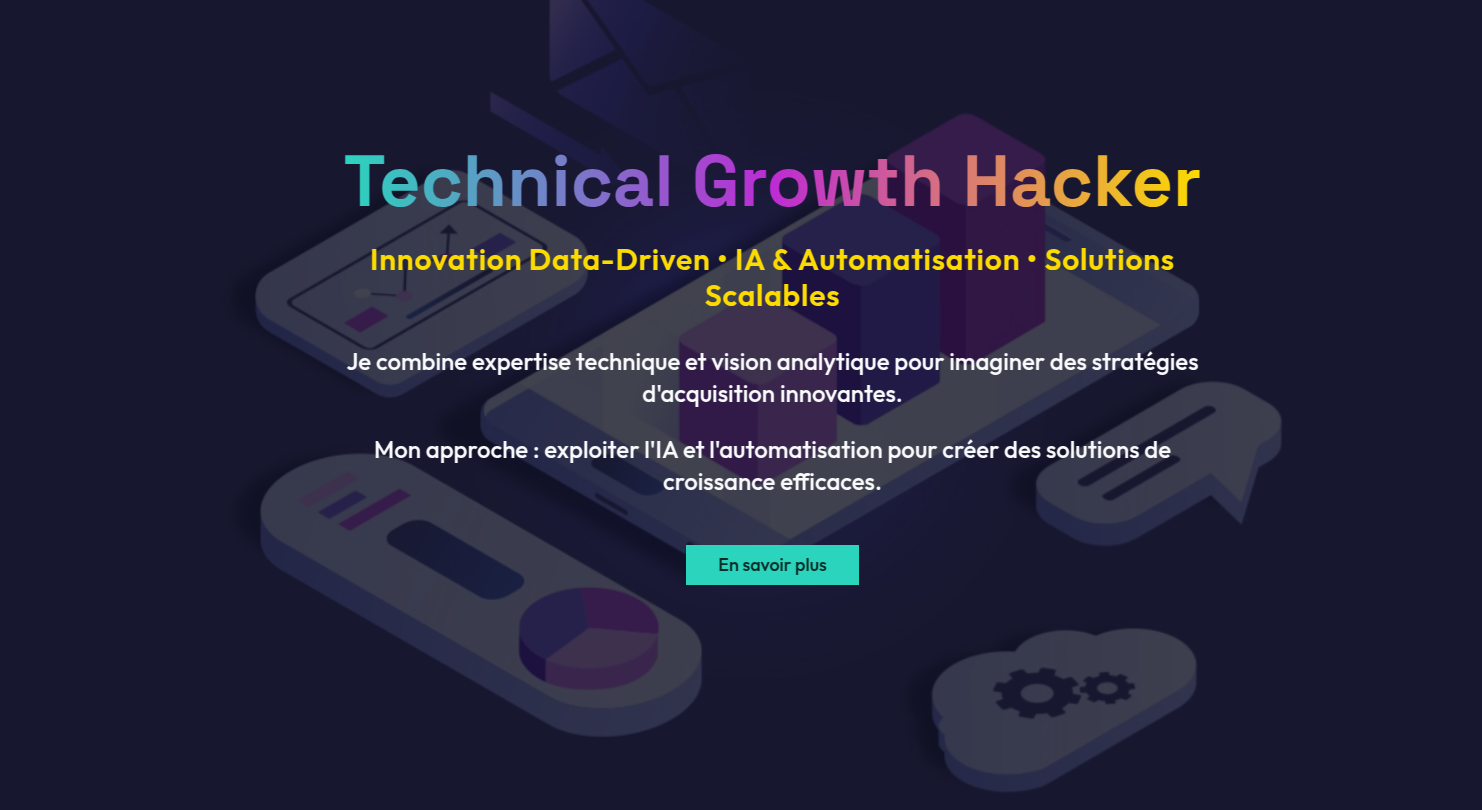 Technical Growth Hacker
Innovation Data-Driven • IA & Automatisation • Solutions
Scalables
Je combine expertise technique et vision analytique pour imaginer des stratégies
d'acquisition innovantes.
Mon approche : exploiter l'IA et l'automatisation pour créer des solutions de
croissance efficaces.
En savoir plus